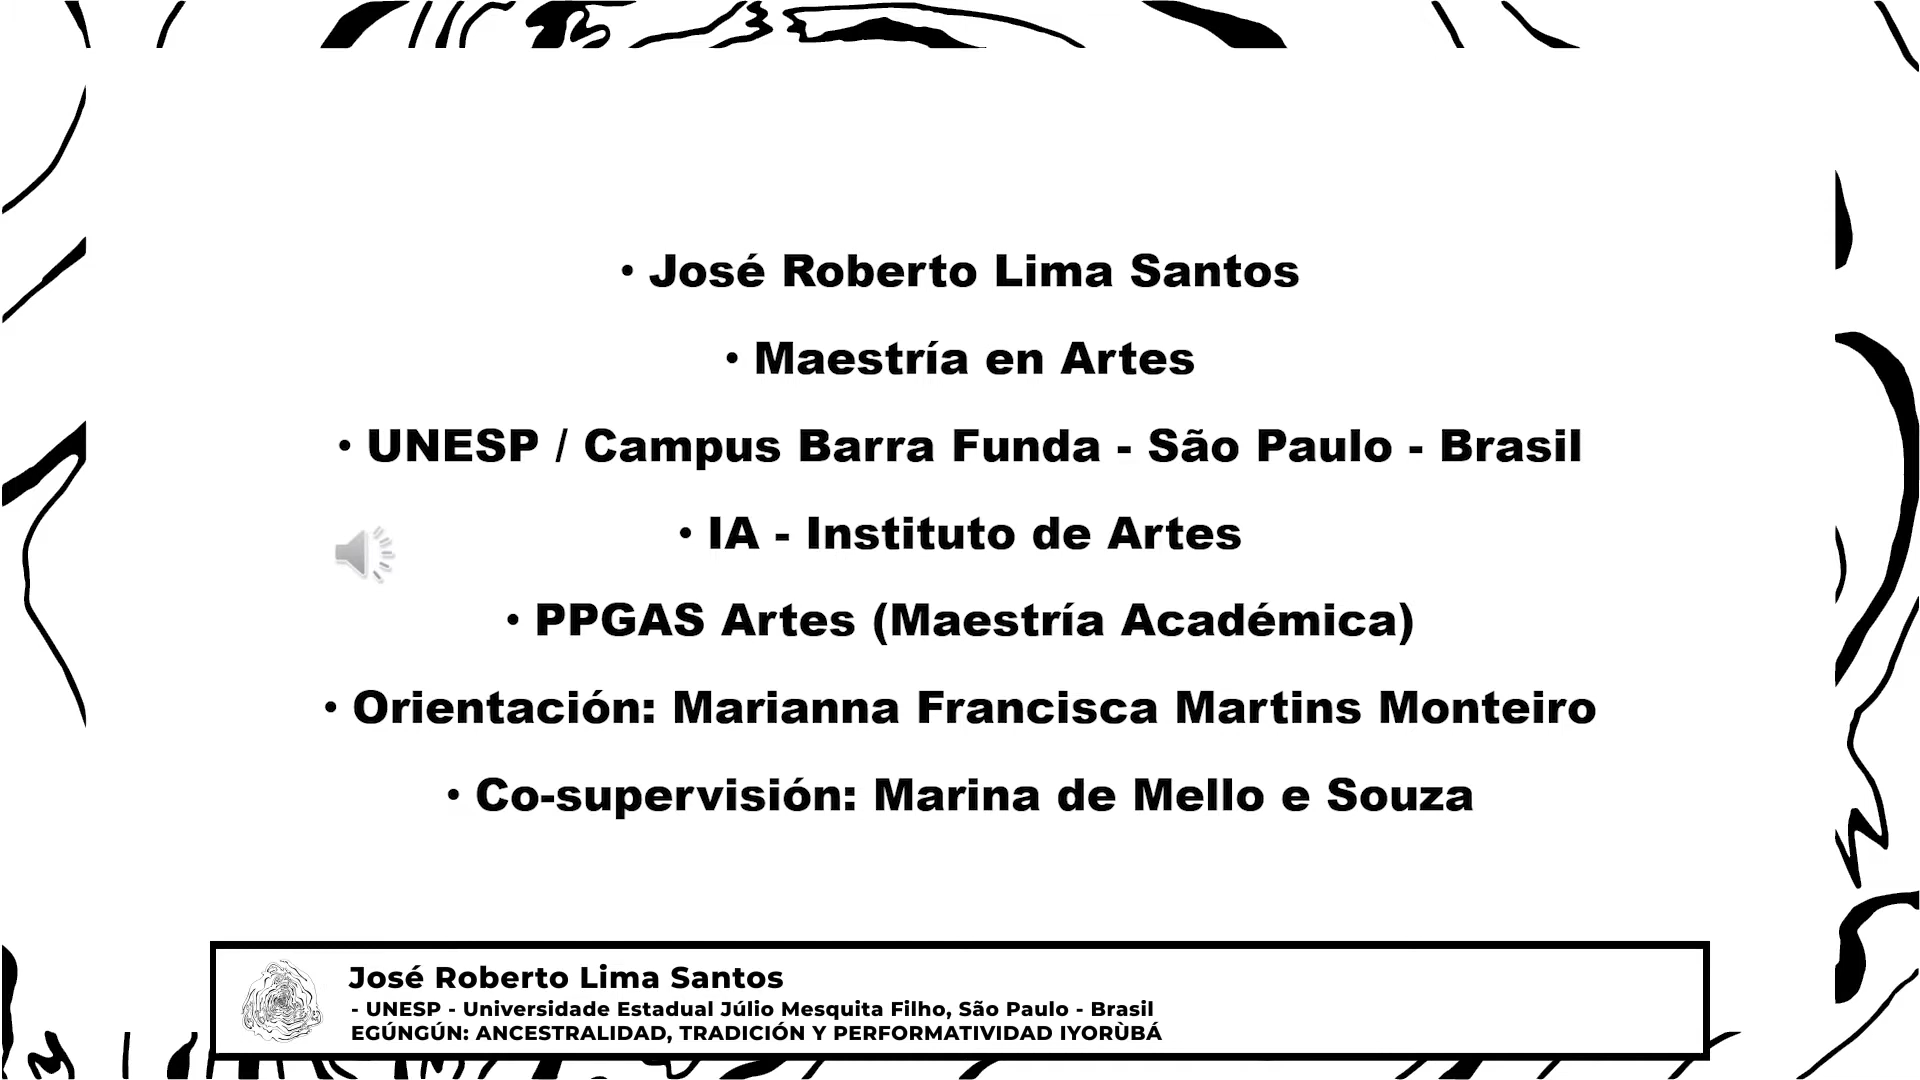 • José Roberto Lima Santos
• Maestría en Artes
• UNESP / Campus Barra Funda - São Paulo - Brasil
• IA - Instituto de Artes
• PPGAS Artes (Maestría Académica)
• Orientación: Marianna Francisca Martins Monteiro
• Co-supervisión: Marina de Mello e Souza
José Roberto Lima Santos
- UNESP - Universidade Estadual Júlio Mesquita Filho, São Paulo - Brasil
EGÚNGÚN: ANCESTRALIDAD, TRADICIÓN Y PERFORMATIVIDAD IYORÙBÁ